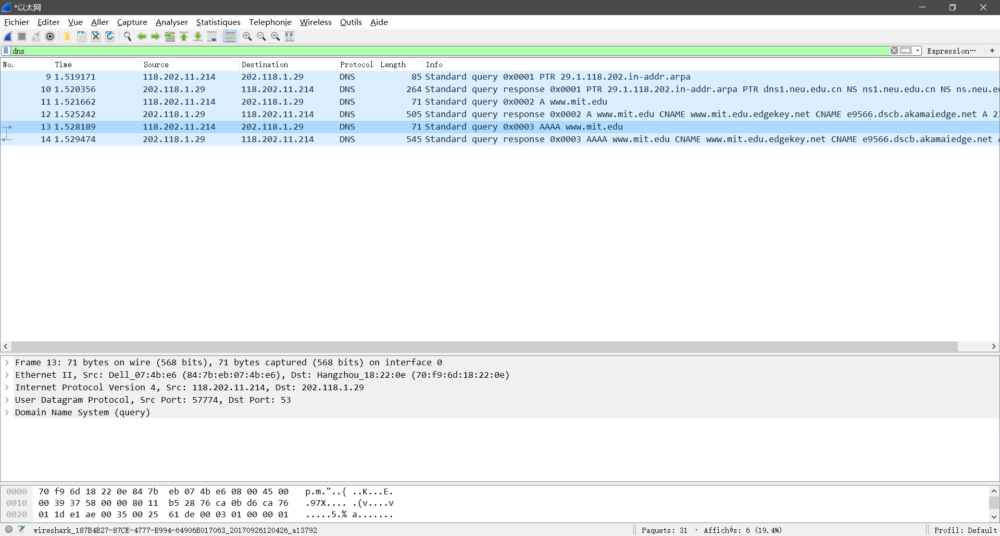 *以太网
Fichier Editer Vue Aller Capture Analyser Statistiques Telephonie Wireless Outils Aide
dns Expression… +
No. Time Source Destination Protocol Length Info
9 1.519171 118.202.11.214 202.118.1.29 DNS 85 Standard query 0x0001 PTR 29.1.118.202.in-addr.arpa
10 1.520356 202.118.1.29 118.202.11.214 DNS 264 Standard query response 0x0001 PTR 29.1.118.202.in-addr.arpa PTR dns1.neu.edu.cn NS ns1.neu.edu.cn NS ns.neu.e
11 1.521662 118.202.11.214 202.118.1.29 DNS 71 Standard query 0x0002 A www.mit.edu
12 1.525242 202.118.1.29 118.202.11.214 DNS 505 Standard query response 0x0002 A www.mit.edu CNAME www.mit.edu.edgekey.net CNAME e9566.dscb.akamaiedge.net A 2
13 1.528189 118.202.11.214 202.118.1.29 DNS 71 Standard query 0x0003 AAAA www.mit.edu
14 1.529474 202.118.1.29 118.202.11.214 DNS 545 Standard query response 0x0003 AAAA www.mit.edu CNAME www.mit.edu.edgekey.net CNAME e9566.dscb.akamaiedge.net
Frame 13: 71 bytes on wire (568 bits), 71 bytes captured (568 bits) on interface 0
Ethernet II, Src: Dell_07:4b:e6 (84:7b:eb:07:4b:e6), Dst: Hangzhou_18:22:0e (70:f9:6d:18:22:0e)
Internet Protocol Version 4, Src: 118.202.11.214, Dst: 202.118.1.29
User Datagram Protocol, Src Port: 57774, Dst Port: 53
Domain Name System (query)
0000 70 f9 6d 18 22 0e 84 7b eb 07 4b e6 08 00 45 00 p.m."..{ ..K...E.
0010 00 39 37 58 00 00 80 11 b5 28 76 ca 0b d6 ca 76 .97X.... .(v....v
0020 01 1d e1 ae 00 35 00 25 61 de 00 03 01 00 00 01 .....5.% a.......
wireshark_187B4B27-87CE-4777-B994-64906B017063_20170926120426_a13792 Paquets: 31 · Affichés: 6 (19.4%) Profil: Default